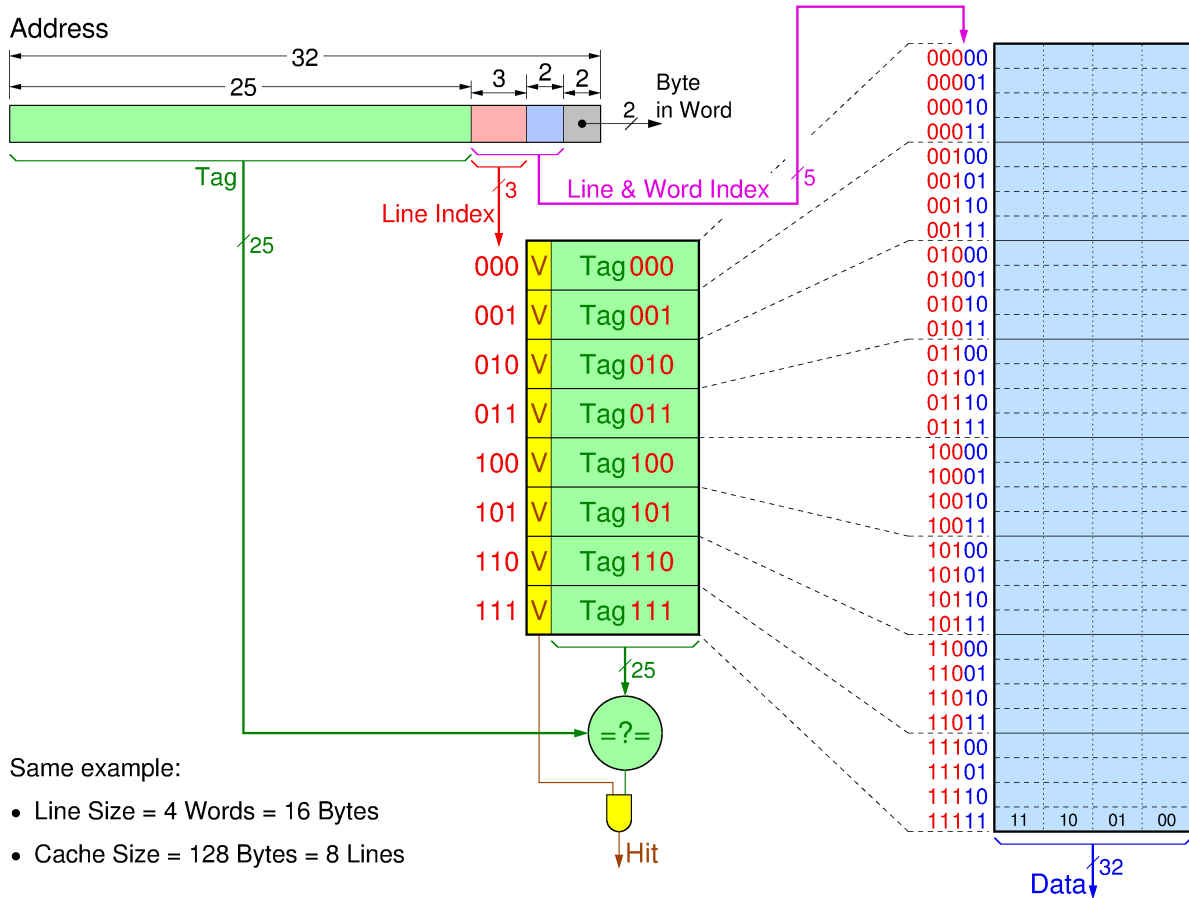 Address
32
25
3
2
2
Byte
in Word
2
Tag
Line & Word Index
5
3
Line Index
25
000 V Tag 000
001 V Tag 001
010 V Tag 010
011 V Tag 011
100 V Tag 100
101 V Tag 101
110 V Tag 110
111 V Tag 111
25
=?=
Hit
00000
00001
00010
00011
00100
00101
00110
00111
01000
01001
01010
01011
01100
01101
01110
01111
10000
10001
10010
10011
10100
10101
10110
10111
11000
11001
11010
11011
11100
11101
11110
11111
11 10 01 00
32
Data
Same example:
• Line Size = 4 Words = 16 Bytes
• Cache Size = 128 Bytes = 8 Lines